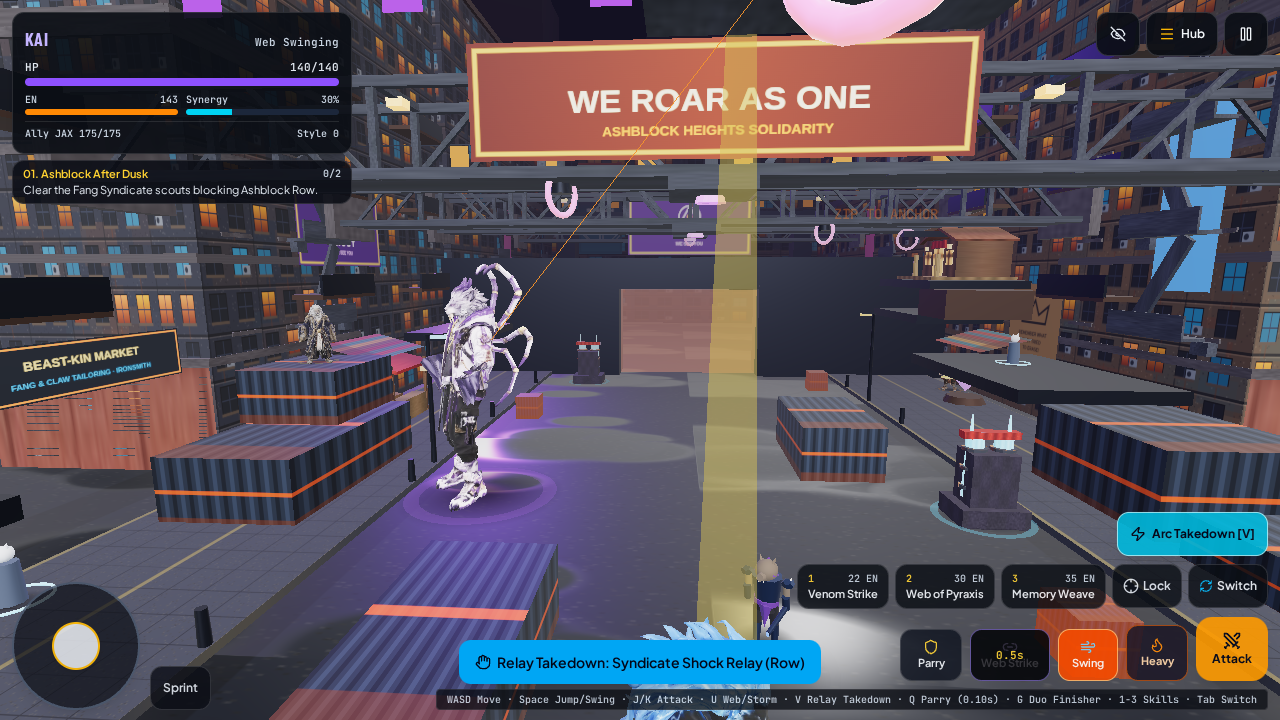 KAI
Web Swinging
HP 140/140
EN 143 Synergy 30%
Ally JAX 175/175 Style 0
01. Ashblock After Dusk 0/2
Clear the Fang Syndicate scouts blocking Ashblock Row.
Hub
WE ROAR AS ONE
ASHBLOCK HEIGHTS SOLIDARITY
ZIP TO ANCHOR
BEAST-KIN MARKET
FANG & CLAW TAILORING · IRONSMITH
Arc Takedown [V]
1 22 EN
Venom Strike
2 30 EN
Web of Pyraxis
3 35 EN
Memory Weave
Lock
Switch
Parry
0.5s
Web Strike
Swing
Heavy
Attack
Sprint
Relay Takedown: Syndicate Shock Relay (Row)
WASD Move · Space Jump/Swing · J/K Attack · U Web/Storm · V Relay Takedown · Q Parry (0.10s) · G Duo Finisher · 1-3 Skills · Tab Switch